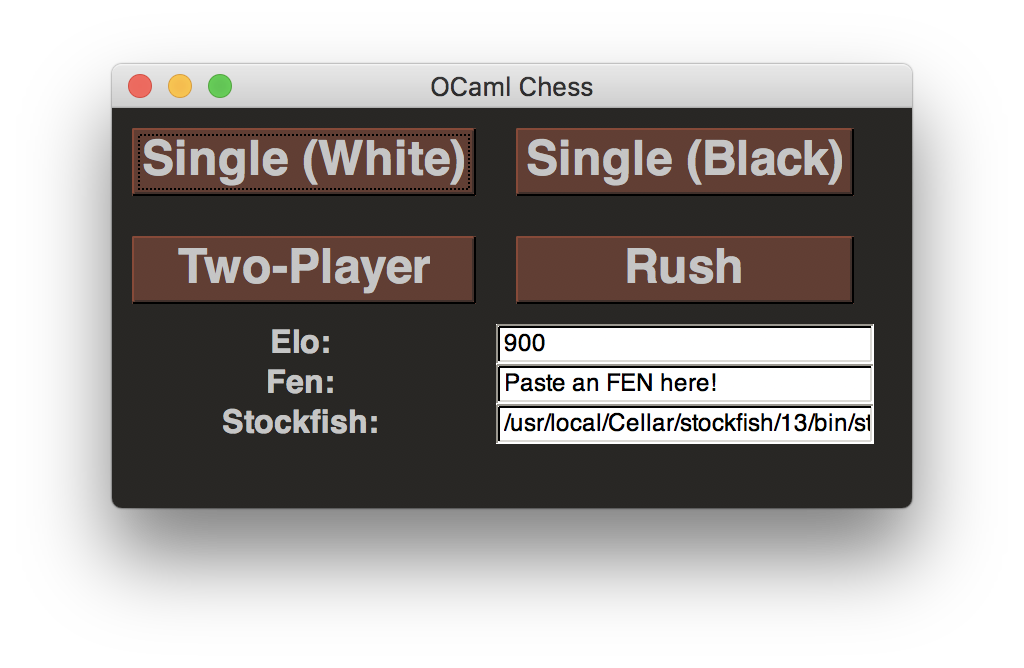 OCaml Chess
Single (White) Single (Black)
Two-Player Rush
Elo: 900
Fen: Paste an FEN here!
Stockfish: /usr/local/Cellar/stockfish/13/bin/st